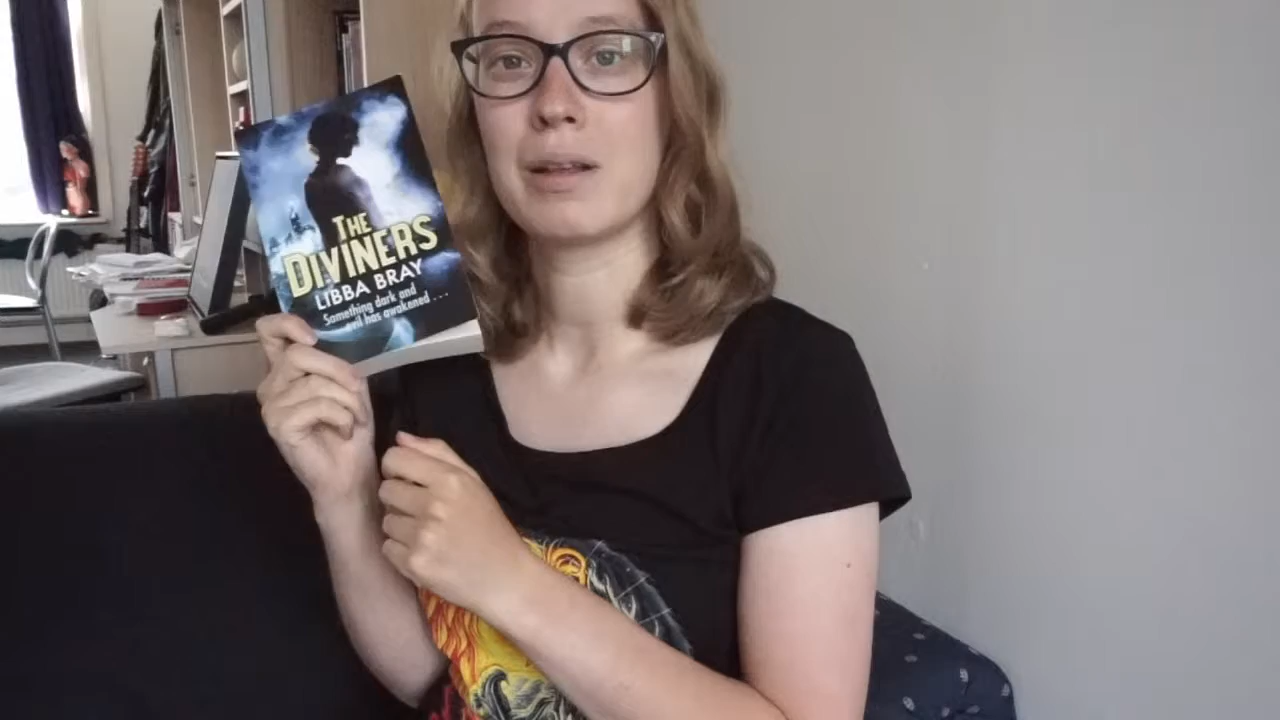 THE
DIVINERS
LIBBA BRAY
Something dark and
evil has awakened ...